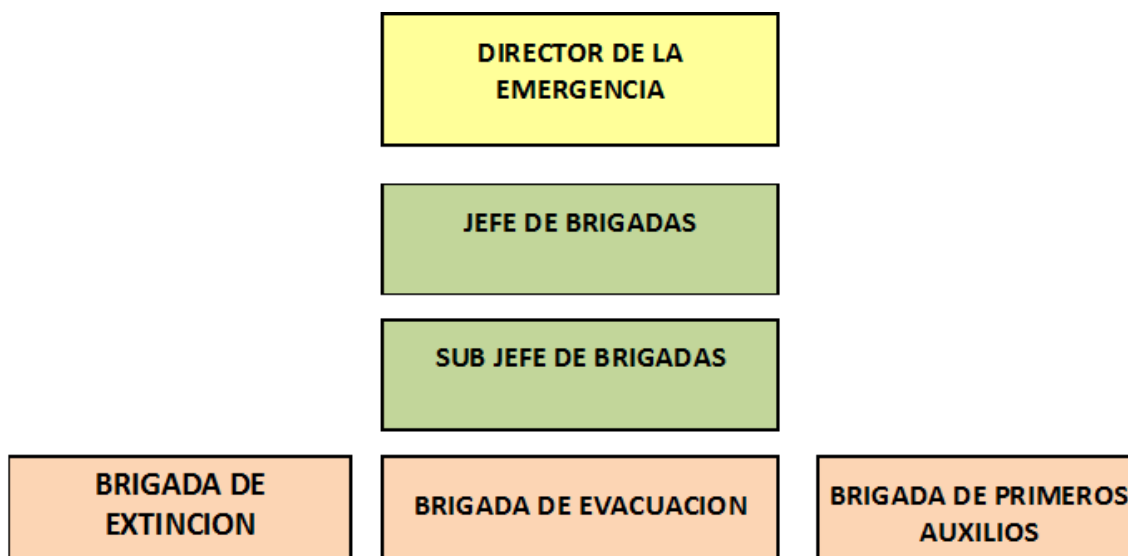 DIRECTOR DE LA
EMERGENCIA
JEFE DE BRIGADAS
SUB JEFE DE BRIGADAS
BRIGADA DE
EXTINCION
BRIGADA DE EVACUACION
BRIGADA DE PRIMEROS
AUXILIOS